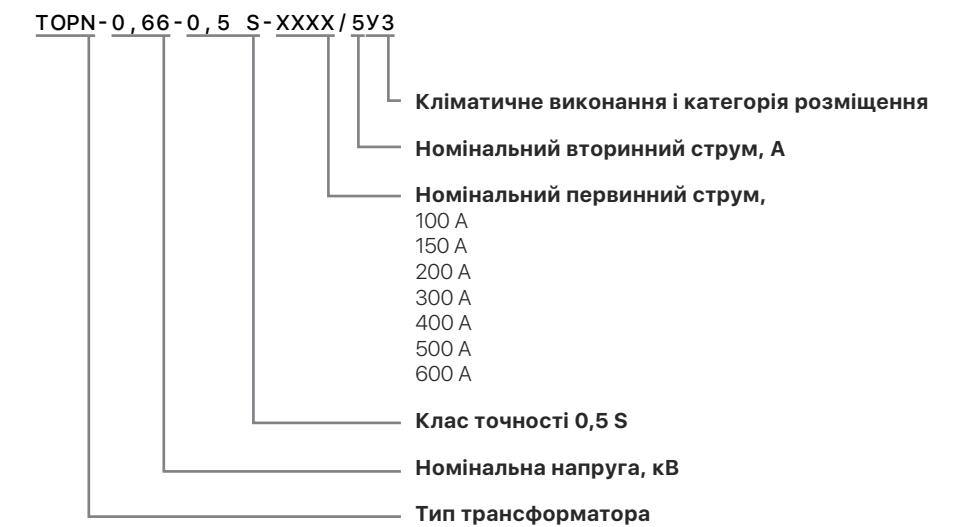 TOPN-0,66-0,5 S-XXXX/5У3
Кліматичне виконання і категорія розміщення
Номінальний вторинний струм, А
Номінальний первинний струм,
100 А
150 А
200 А
300 А
400 А
500 А
600 А
Клас точності 0,5 S
Номінальна напруга, кВ
Тип трансформатора